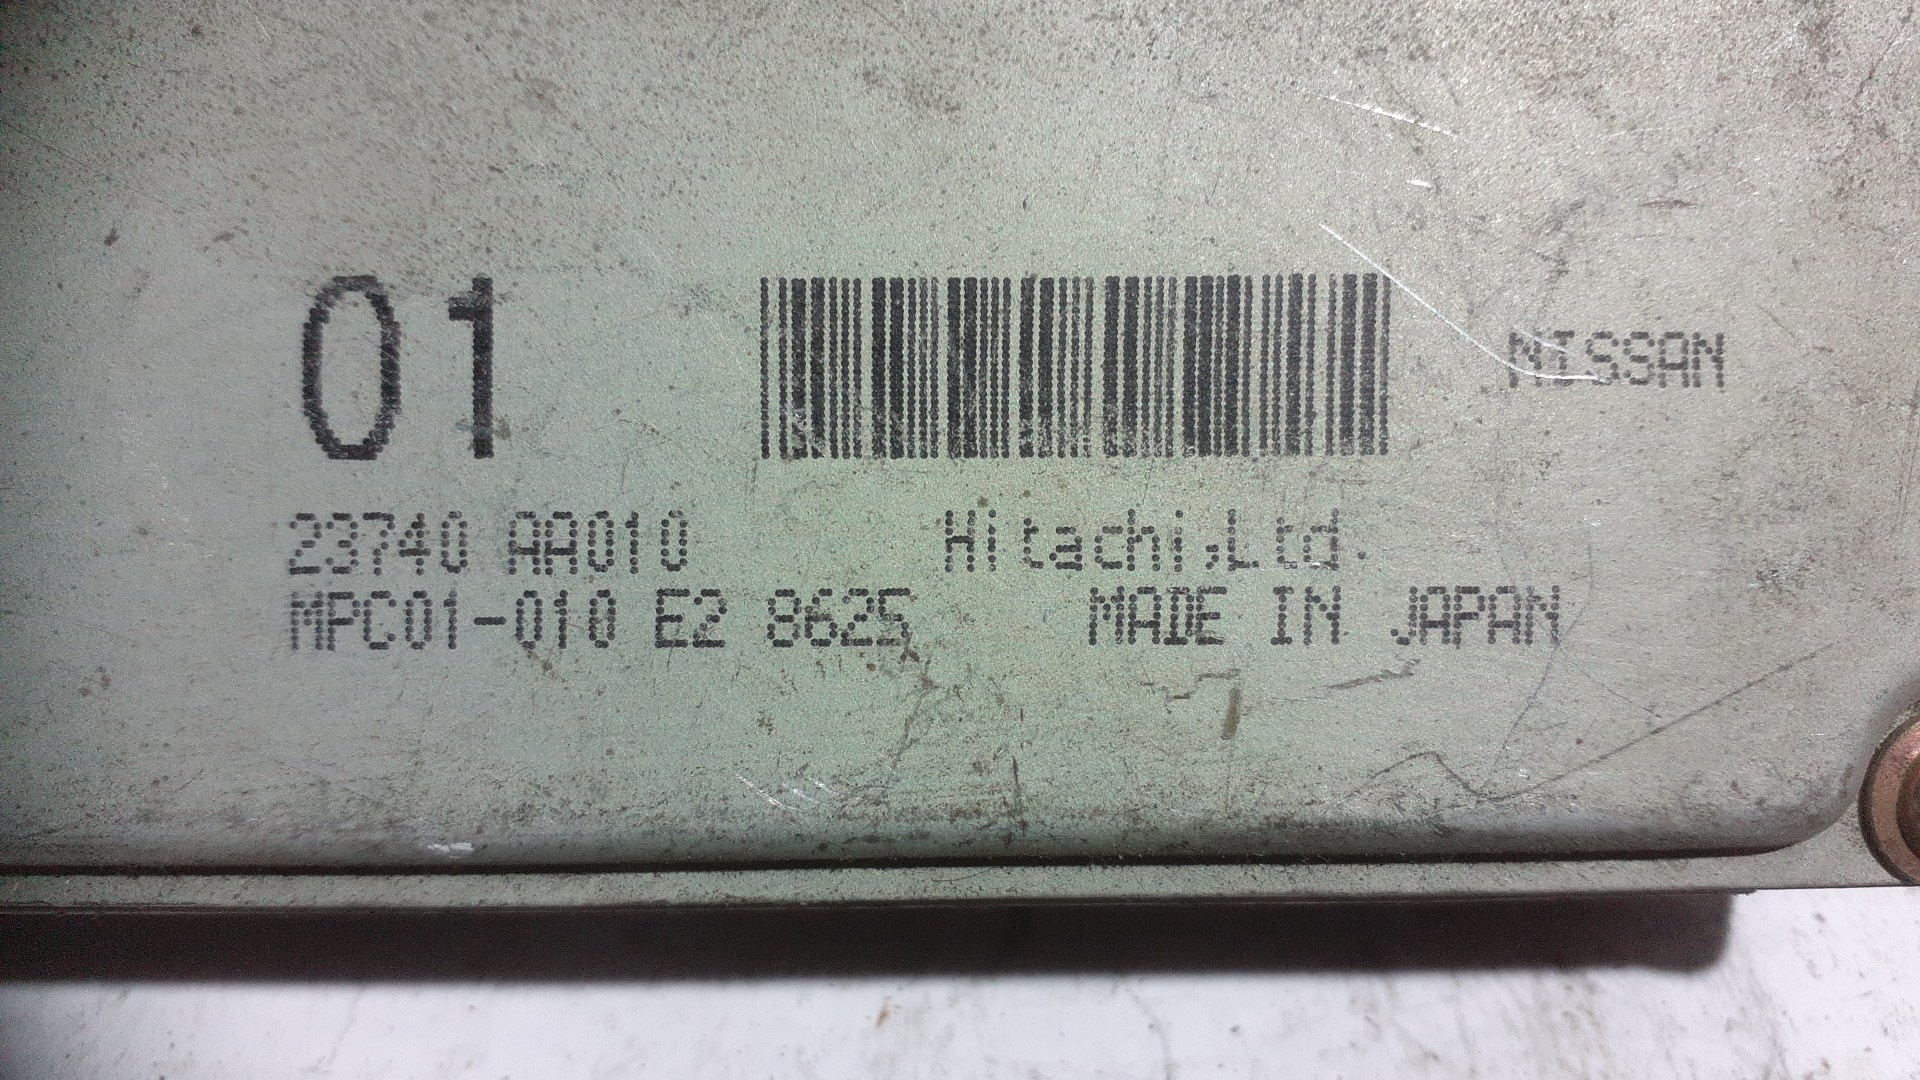 01
NISSAN
23740 AA010 Hitachi,Ltd.
MPC01-010 E2 8625 MADE IN JAPAN